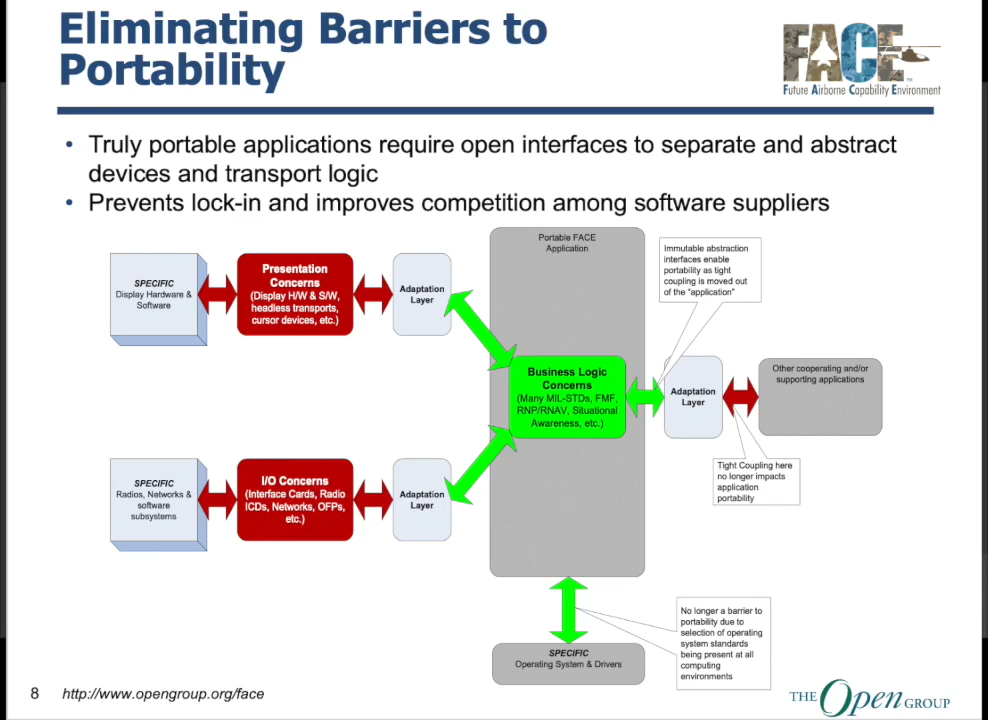 Eliminating Barriers to
Portability
FACE™
Future Airborne Capability Environment
• Truly portable applications require open interfaces to separate and abstract
devices and transport logic
• Prevents lock-in and improves competition among software suppliers
SPECIFIC
Display Hardware &
Software
Presentation
Concerns
(Display H/W & S/W,
headless transports,
cursor devices, etc.)
Adaptation
Layer
Portable FACE
Application
Immutable abstraction
interfaces enable
portability as tight
coupling is moved out
of the "application"
Business Logic
Concerns
(Many MIL-STDs, FMF,
RNP/RNAV, Situational
Awareness, etc.)
Adaptation
Layer
Other cooperating and/or
supporting applications
Tight Coupling here
no longer impacts
application
portability
SPECIFIC
Radios, Networks &
software
subsystems
I/O Concerns
(Interface Cards, Radio
ICDs, Networks, OFPs,
etc.)
Adaptation
Layer
No longer a barrier to
portability due to
selection of operating
system standards
being present at all
computing
environments
SPECIFIC
Operating System & Drivers
8 http://www.opengroup.org/face
THE Open GROUP